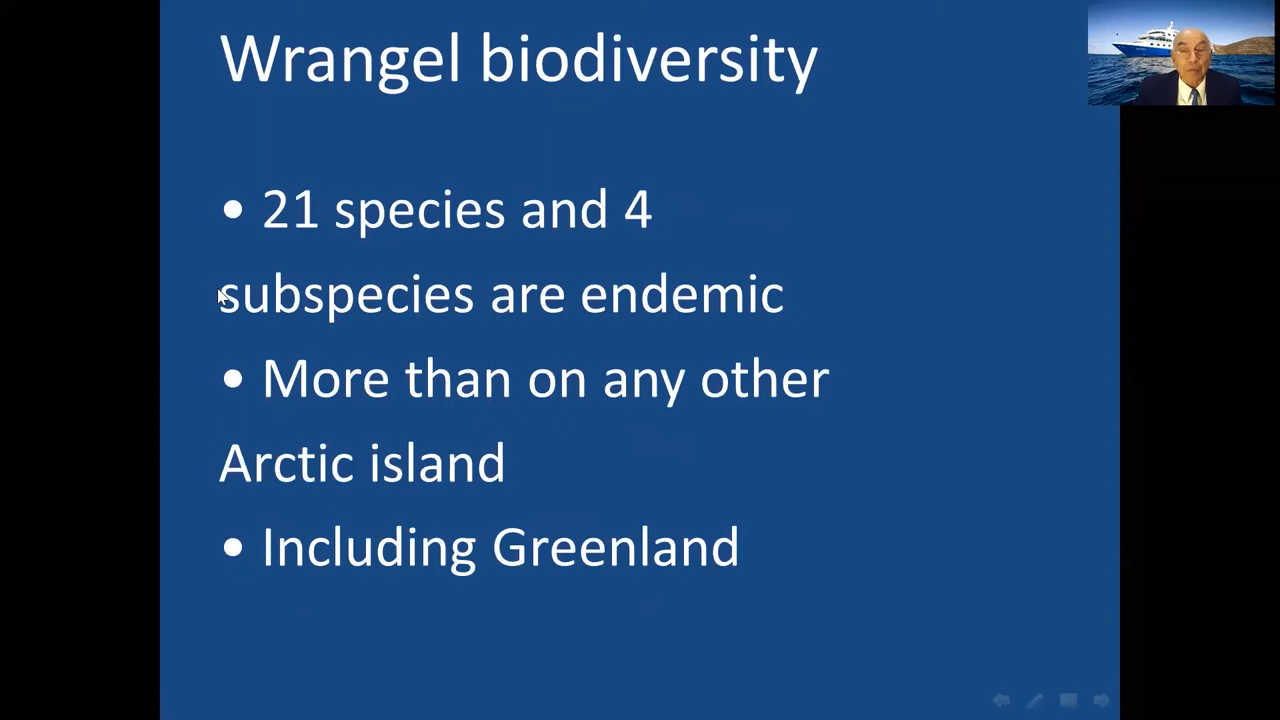 Wrangel biodiversity
• 21 species and 4
subspecies are endemic
• More than on any other
Arctic island
• Including Greenland